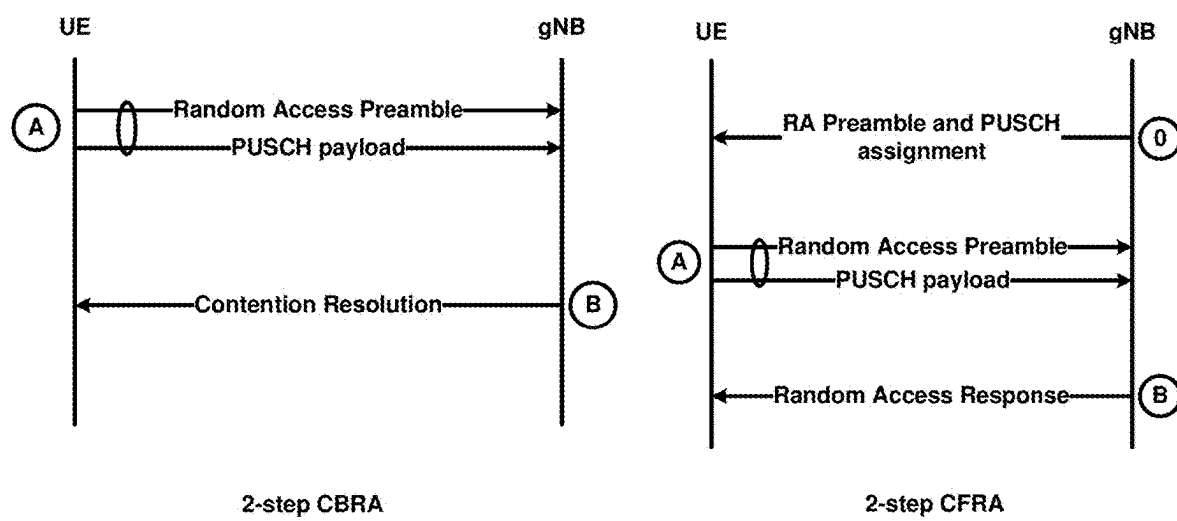 UE
gNB
A
Random Access Preamble
PUSCH payload
Contention Resolution
B
2-step CBRA
UE
gNB
RA Preamble and PUSCH
assignment
0
A
Random Access Preamble
PUSCH payload
Random Access Response
B
2-step CFRA